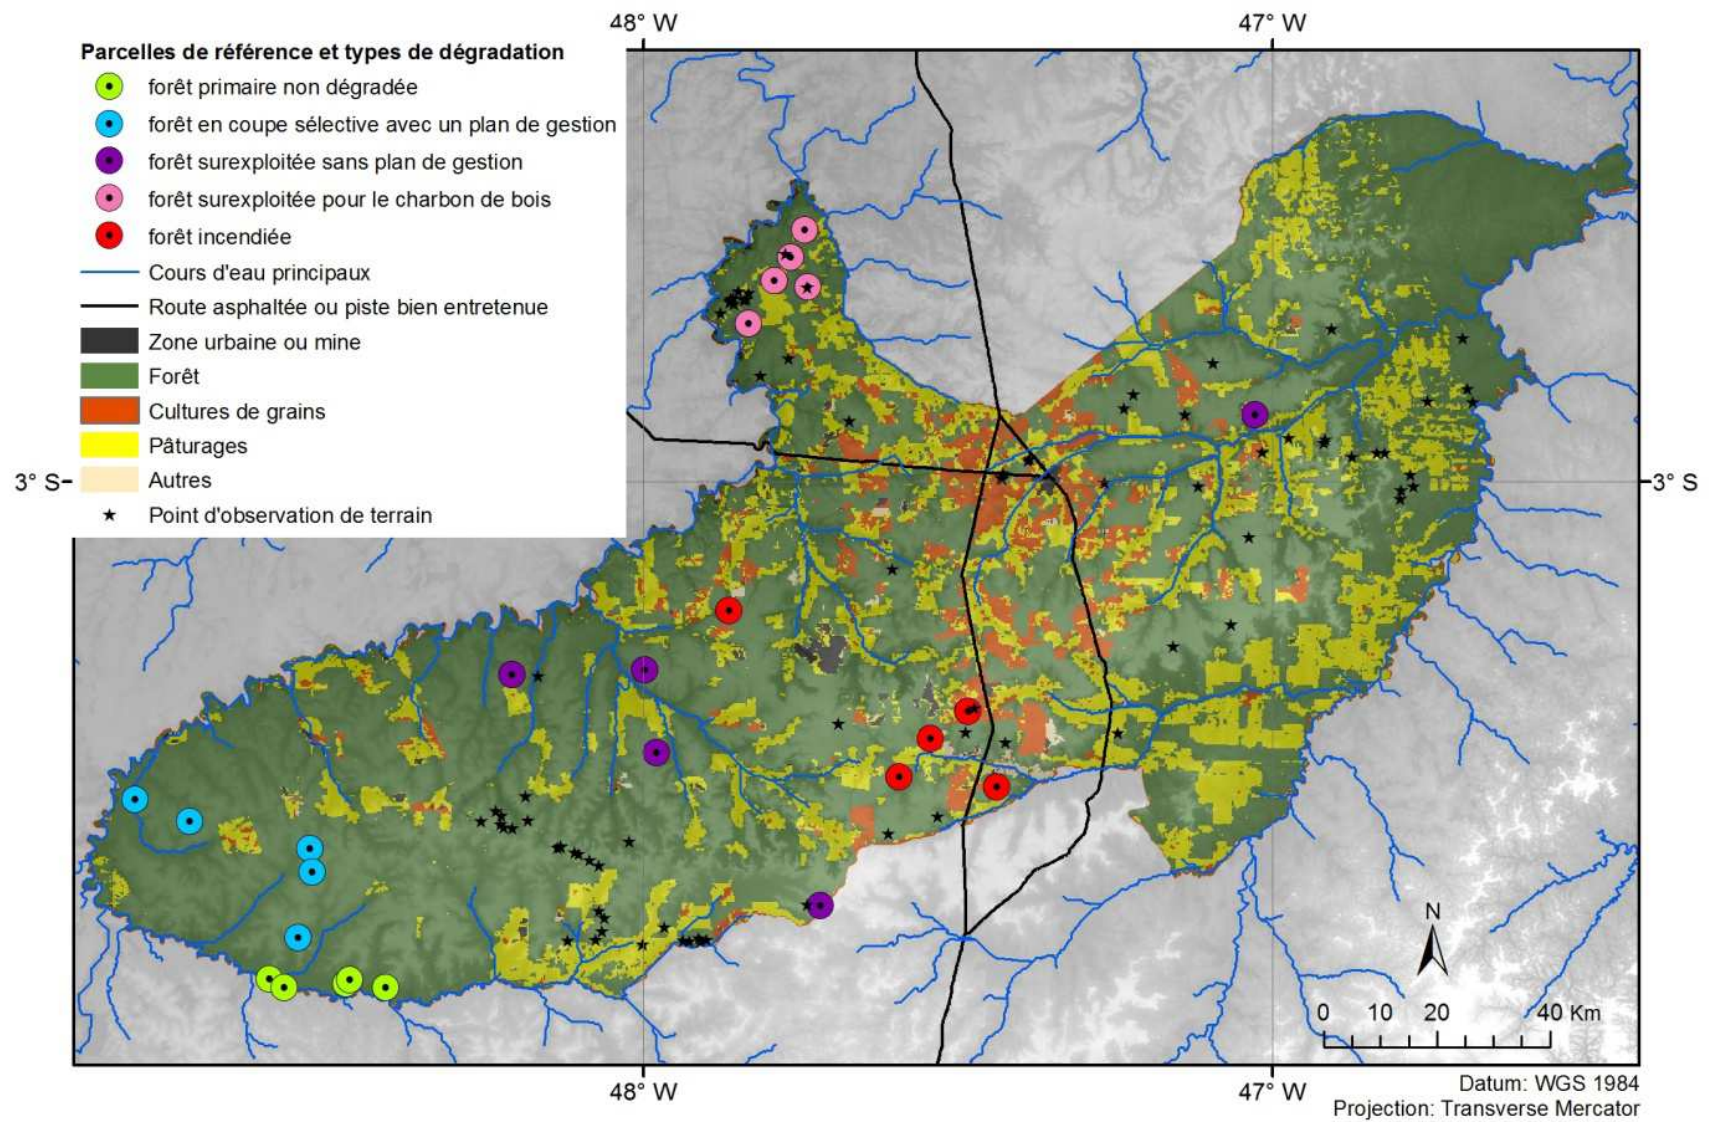 48° W
47° W
Parcelles de référence et types de dégradation
forêt primaire non dégradée
forêt en coupe sélective avec un plan de gestion
forêt surexploitée sans plan de gestion
forêt surexploitée pour le charbon de bois
forêt incendiée
Cours d'eau principaux
Route asphaltée ou piste bien entretenue
Zone urbaine ou mine
Forêt
Cultures de grains
Pâturages
Autres
Point d'observation de terrain
3° S
3° S
N
0 10 20 40 Km
48° W
47° W
Datum: WGS 1984
Projection: Transverse Mercator